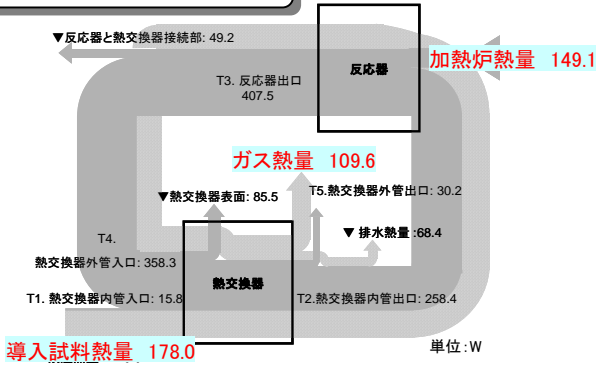 ▼反応器と熱交換器接続部: 49.2
反応器
加熱炉熱量 149.1
T3. 反応器出口
407.5
ガス熱量 109.6
▼熱交換器表面: 85.5
T5.熱交換器外管出口: 30.2
▼ 排水熱量 :68.4
T4.
熱交換器外管入口: 358.3
熱交換器
T1. 熱交換器内管入口: 15.8
T2.熱交換器内管出口: 258.4
導入試料熱量 178.0
単位:W